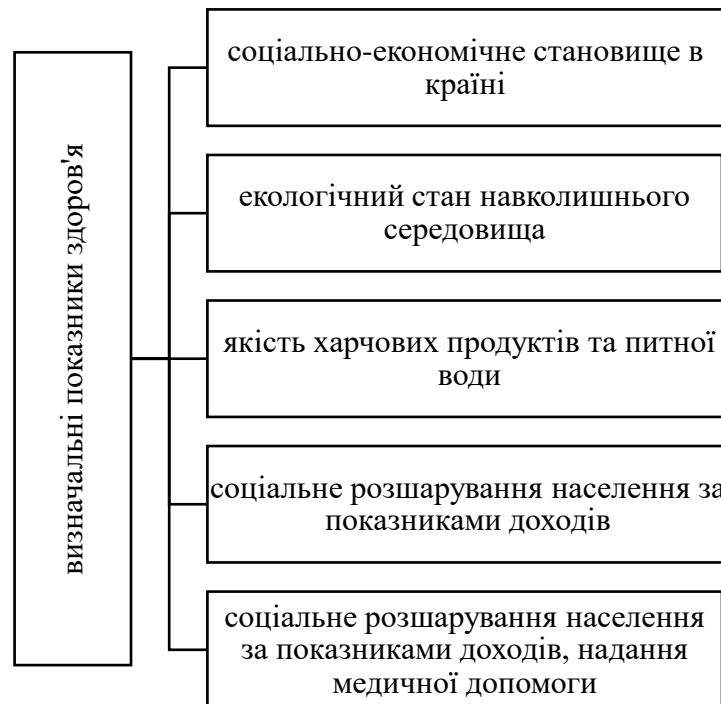 визначальні показники здоров'я
соціально-економічне становище в
країні
екологічний стан навколишнього
середовища
якість харчових продуктів та питної
води
соціальне розшарування населення за
показниками доходів
соціальне розшарування населення
за показниками доходів, надання
медичної допомоги